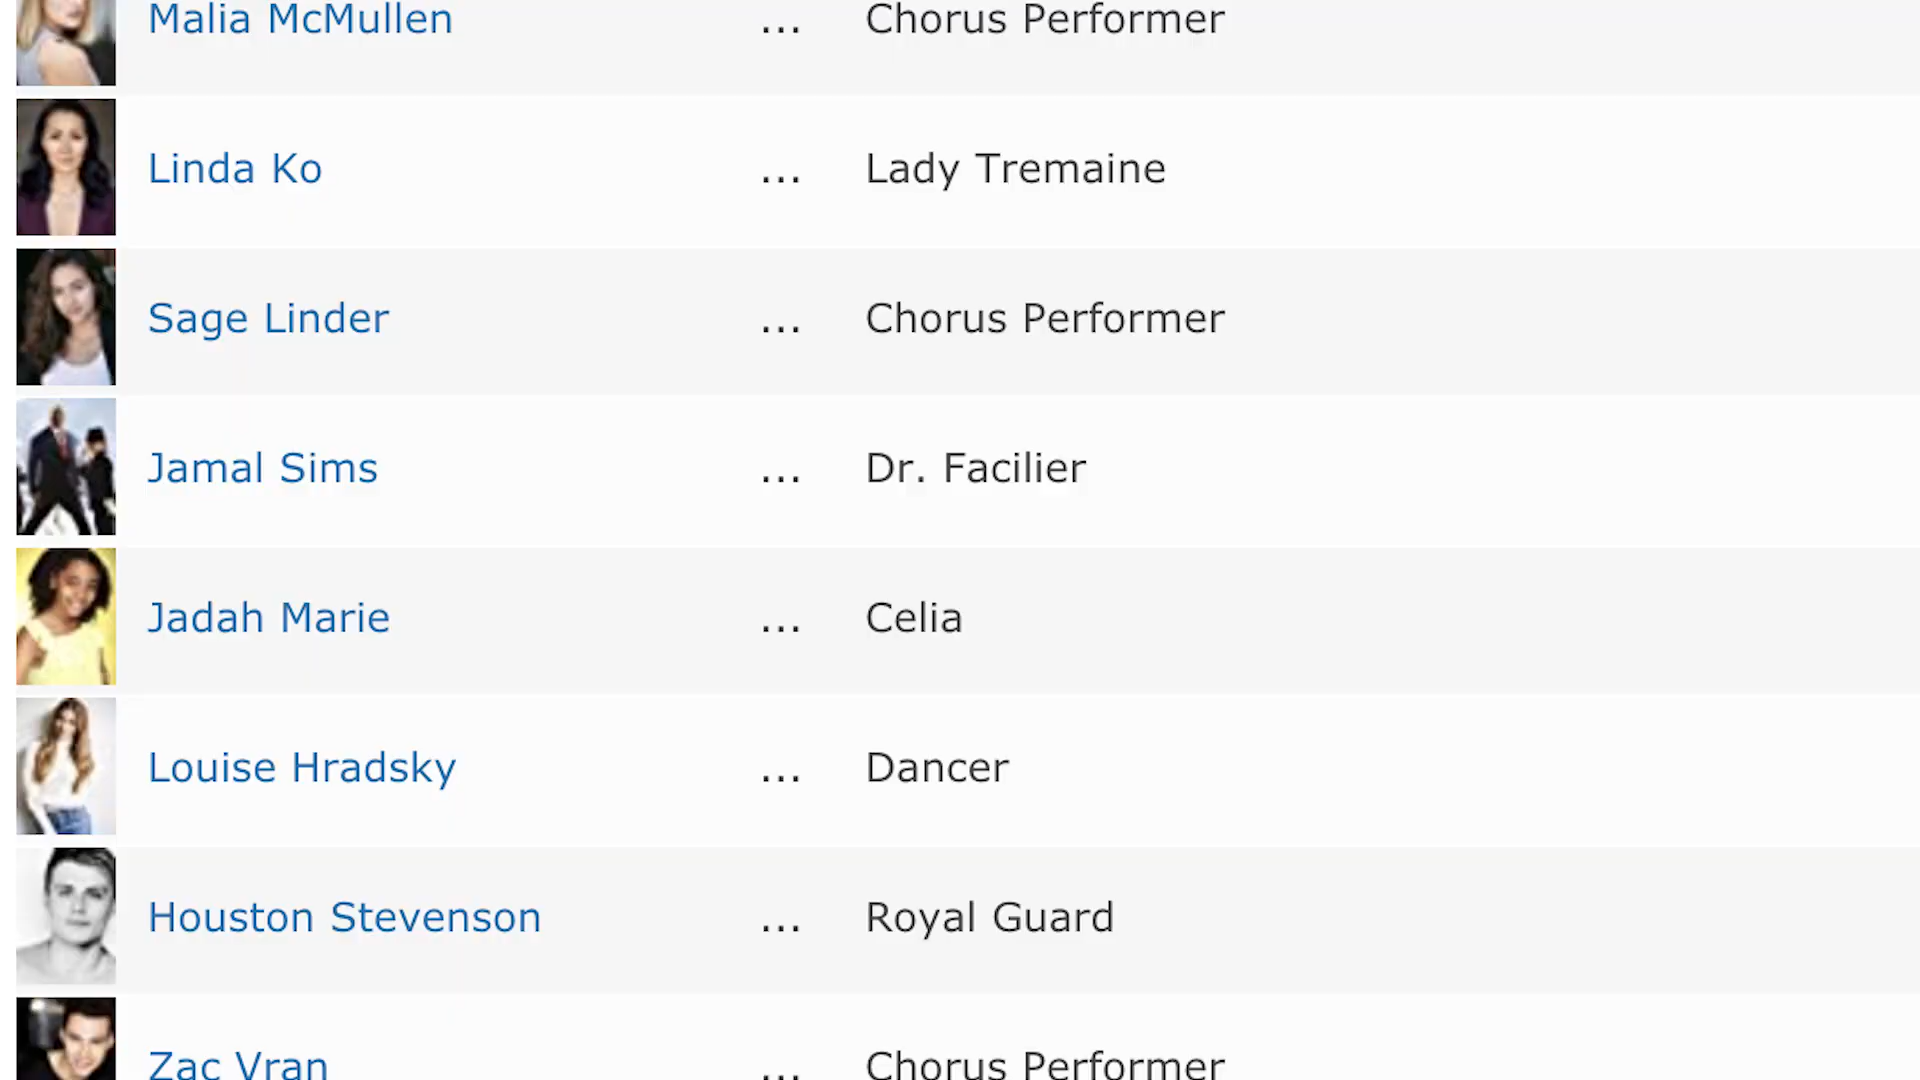 Malia McMullen ... Chorus Performer
Linda Ko ... Lady Tremaine
Sage Linder ... Chorus Performer
Jamal Sims ... Dr. Facilier
Jadah Marie ... Celia
Louise Hradsky ... Dancer
Houston Stevenson ... Royal Guard
Zac Vran ... Chorus Performer